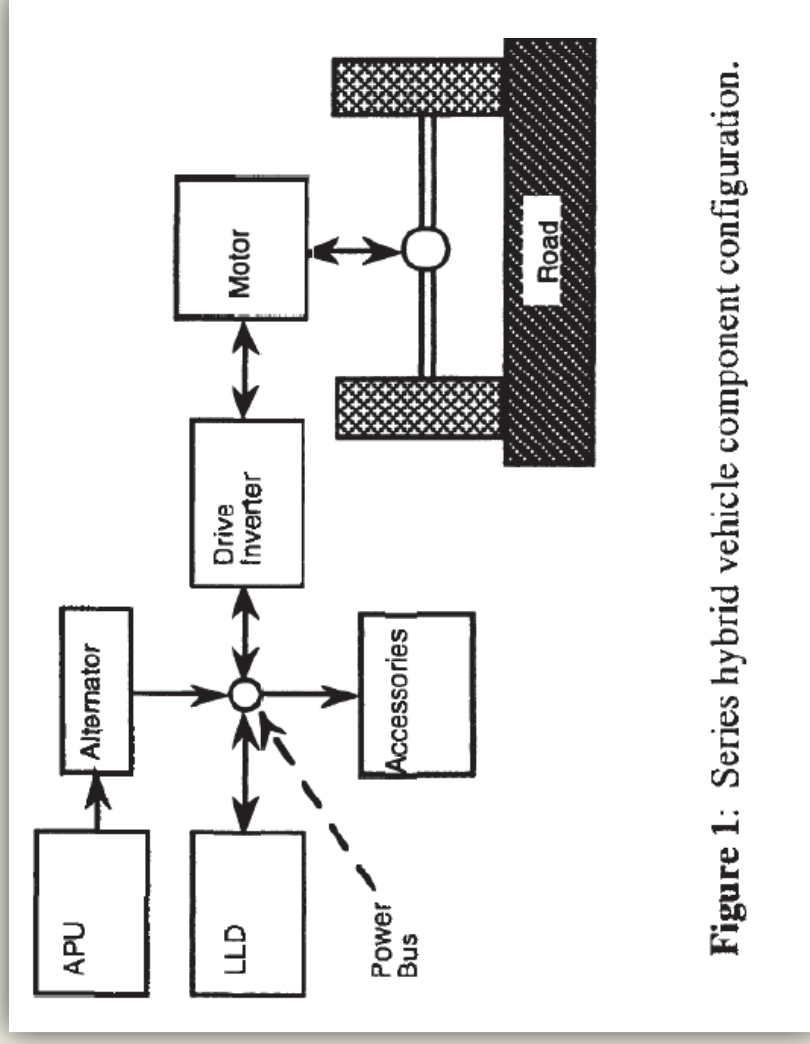 APU
Alternator
LLD
Power
Bus
Accessories
Drive
Inverter
Motor
Road
Figure 1: Series hybrid vehicle component configuration.